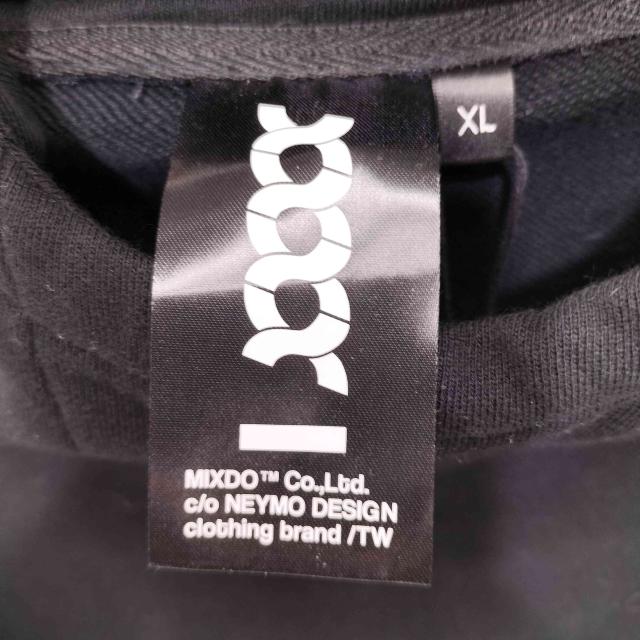 XL
MIXDO™ Co.,Ltd.
c/o NEYMO DESIGN
clothing brand /TW